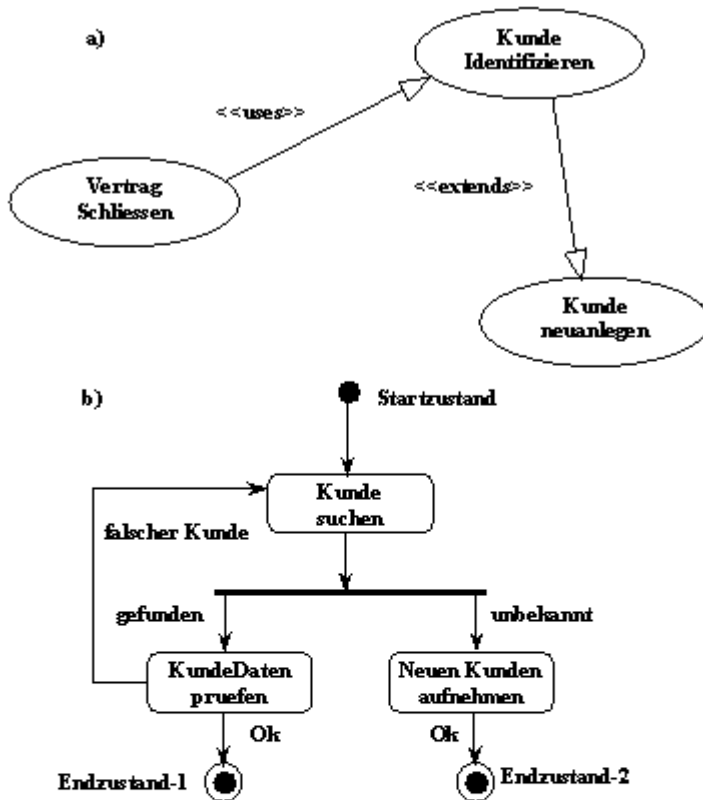 a)
Kunde
Identifizieren
<<uses>>
Vertrag
Schliessen
<<extends>>
Kunde
neuanlegen
b)
Startzustand
Kunde
suchen
falscher Kunde
gefunden
unbekannt
KundeDaten
pruefen
Neuen Kunden
aufnehmen
Ok
Ok
Endzustand-1
Endzustand-2